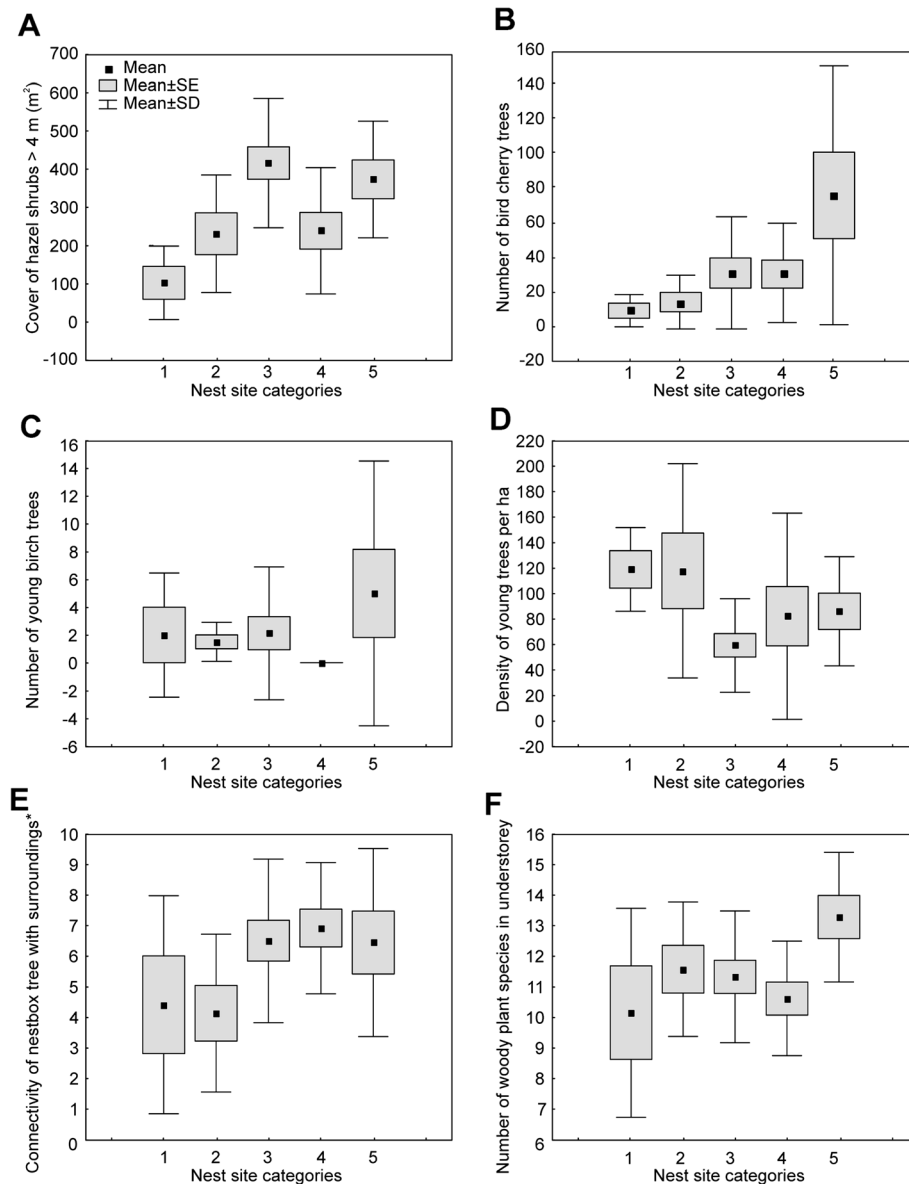 A
Cover of hazel shrubs > 4 m (m²)
700
600
500
400
300
200
100
0
-100
Mean
Mean±SE
Mean±SD
1 2 3 4 5
Nest site categories
B
Number of bird cherry trees
160
140
120
100
80
60
40
20
0
-20
1 2 3 4 5
Nest site categories
C
Number of young birch trees
16
14
12
10
8
6
4
2
0
-2
-4
-6
1 2 3 4 5
Nest site categories
D
Density of young trees per ha
220
200
180
160
140
120
100
80
60
40
20
0
-20
1 2 3 4 5
Nest site categories
E
Connectivity of nestbox tree with surroundings*
10
9
8
7
6
5
4
3
2
1
0
1 2 3 4 5
Nest site categories
F
Number of woody plant species in understorey
16
15
14
13
12
11
10
9
8
7
6
1 2 3 4 5
Nest site categories